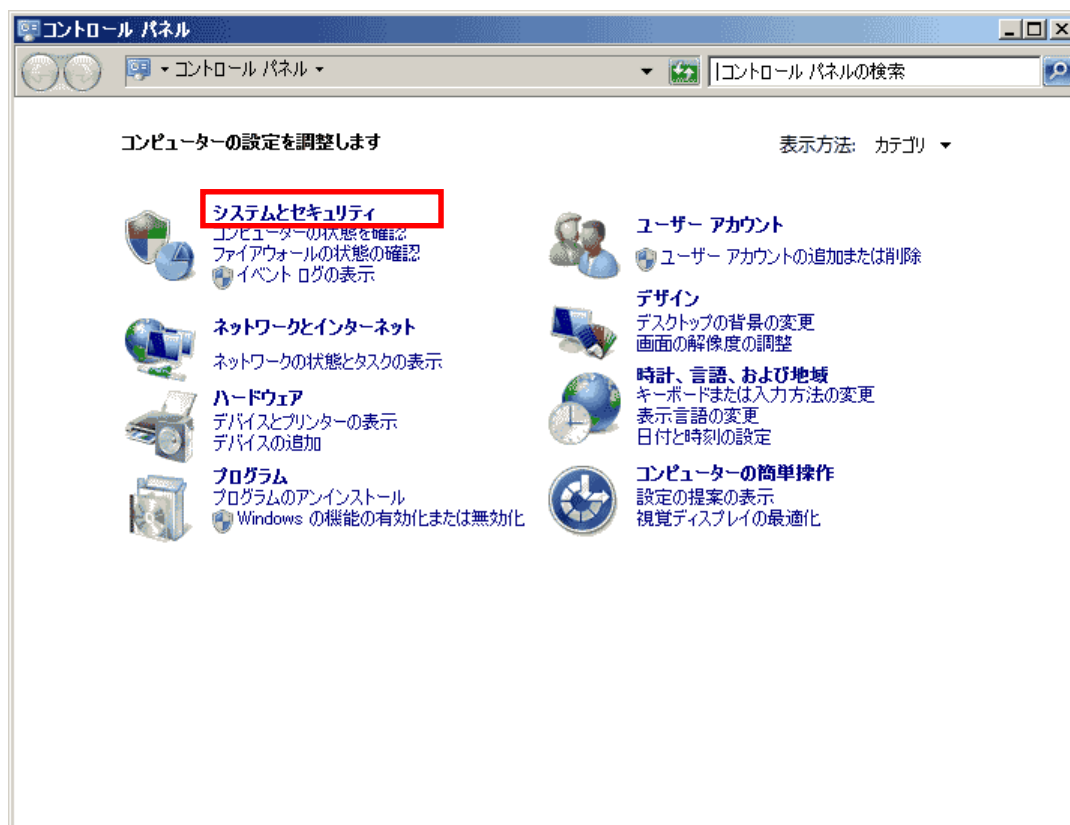 コントロール パネル
コントロール パネル
コントロール パネルの検索
コンピューターの設定を調整します
表示方法: カテゴリ
システムとセキュリティ
コンピューターの状態を確認
ファイアウォールの状態の確認
イベント ログの表示
ネットワークとインターネット
ネットワークの状態とタスクの表示
ハードウェア
デバイスとプリンターの表示
デバイスの追加
プログラム
プログラムのアンインストール
Windows の機能の有効化または無効化
ユーザー アカウント
ユーザー アカウントの追加または削除
デザイン
デスクトップの背景の変更
画面の解像度の調整
時計、言語、および地域
キーボードまたは入力方法の変更
表示言語の変更
日付と時刻の設定
コンピューターの簡単操作
設定の提案の表示
視覚ディスプレイの最適化